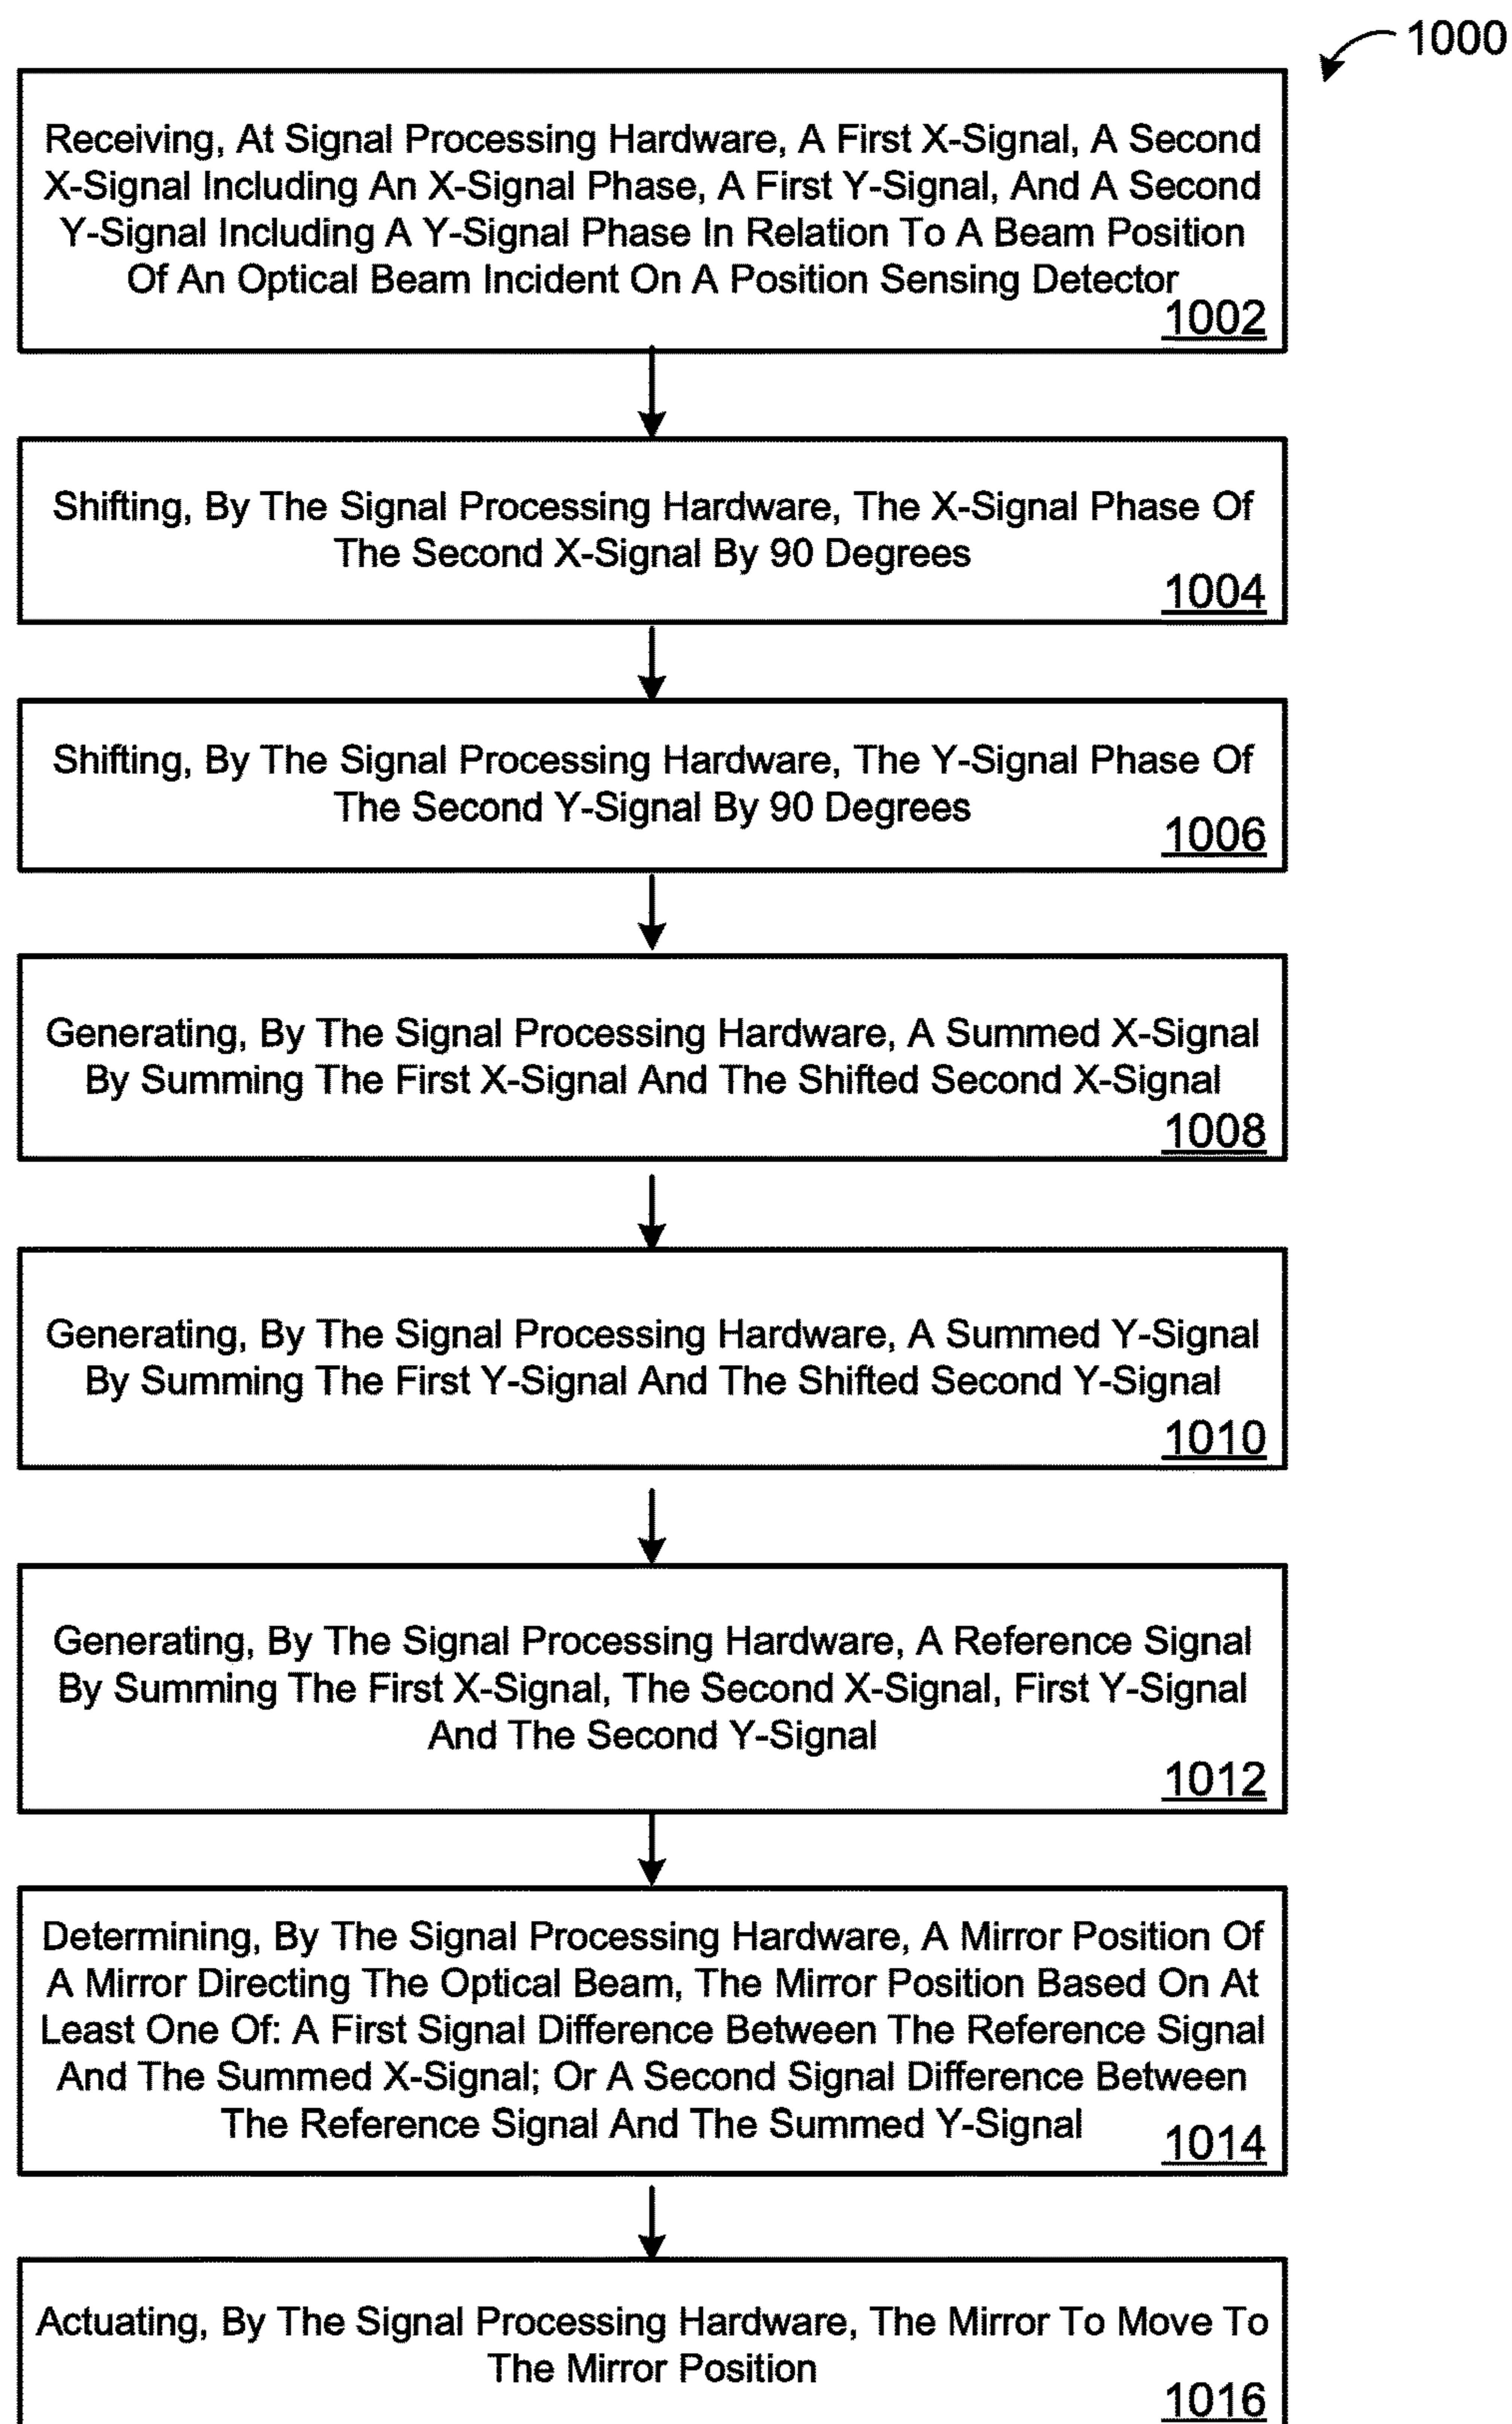 1000
Receiving, At Signal Processing Hardware, A First X-Signal, A Second
X-Signal Including An X-Signal Phase, A First Y-Signal, And A Second
Y-Signal Including A Y-Signal Phase In Relation To A Beam Position
Of An Optical Beam Incident On A Position Sensing Detector
1002
Shifting, By The Signal Processing Hardware, The X-Signal Phase Of
The Second X-Signal By 90 Degrees
1004
Shifting, By The Signal Processing Hardware, The Y-Signal Phase Of
The Second Y-Signal By 90 Degrees
1006
Generating, By The Signal Processing Hardware, A Summed X-Signal
By Summing The First X-Signal And The Shifted Second X-Signal
1008
Generating, By The Signal Processing Hardware, A Summed Y-Signal
By Summing The First Y-Signal And The Shifted Second Y-Signal
1010
Generating, By The Signal Processing Hardware, A Reference Signal
By Summing The First X-Signal, The Second X-Signal, First Y-Signal
And The Second Y-Signal
1012
Determining, By The Signal Processing Hardware, A Mirror Position Of
A Mirror Directing The Optical Beam, The Mirror Position Based On At
Least One Of: A First Signal Difference Between The Reference Signal
And The Summed X-Signal; Or A Second Signal Difference Between
The Reference Signal And The Summed Y-Signal
1014
Actuating, By The Signal Processing Hardware, The Mirror To Move To
The Mirror Position
1016